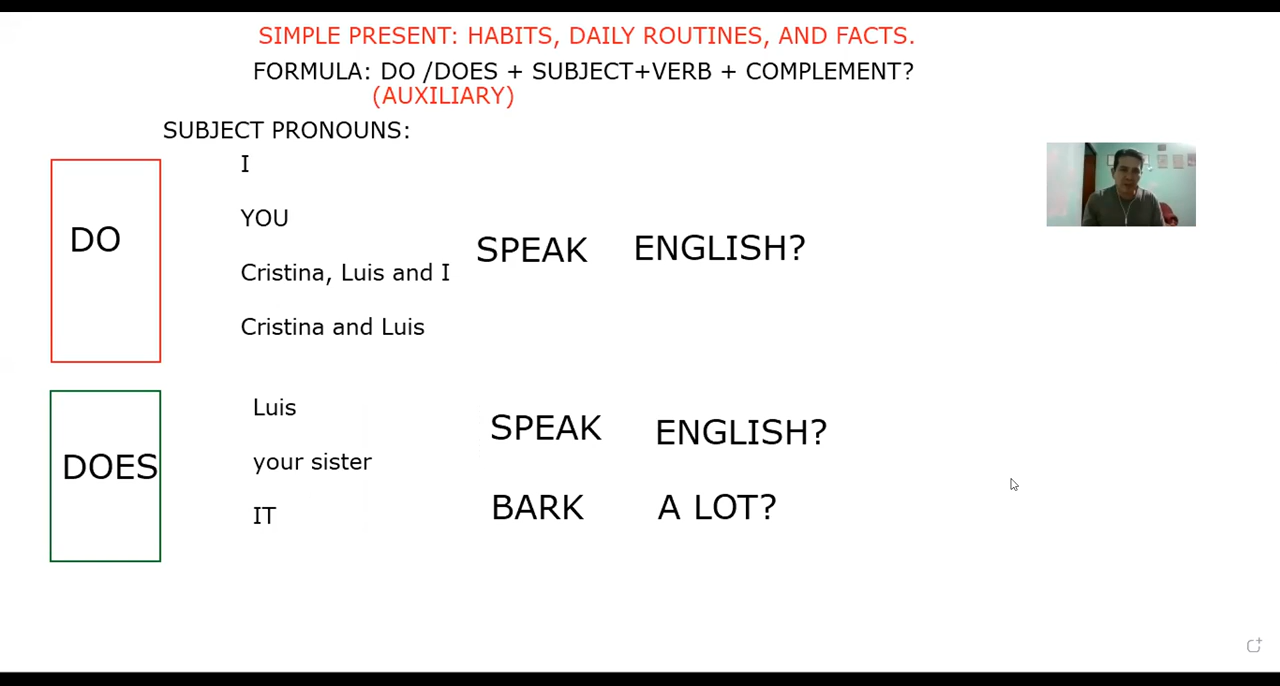 SIMPLE PRESENT: HABITS, DAILY ROUTINES, AND FACTS.
FORMULA: DO /DOES + SUBJECT+VERB + COMPLEMENT?
(AUXILIARY)
SUBJECT PRONOUNS:
I
YOU
DO
SPEAK ENGLISH?
Cristina, Luis and I
Cristina and Luis
Luis
SPEAK ENGLISH?
DOES
your sister
IT
BARK A LOT?